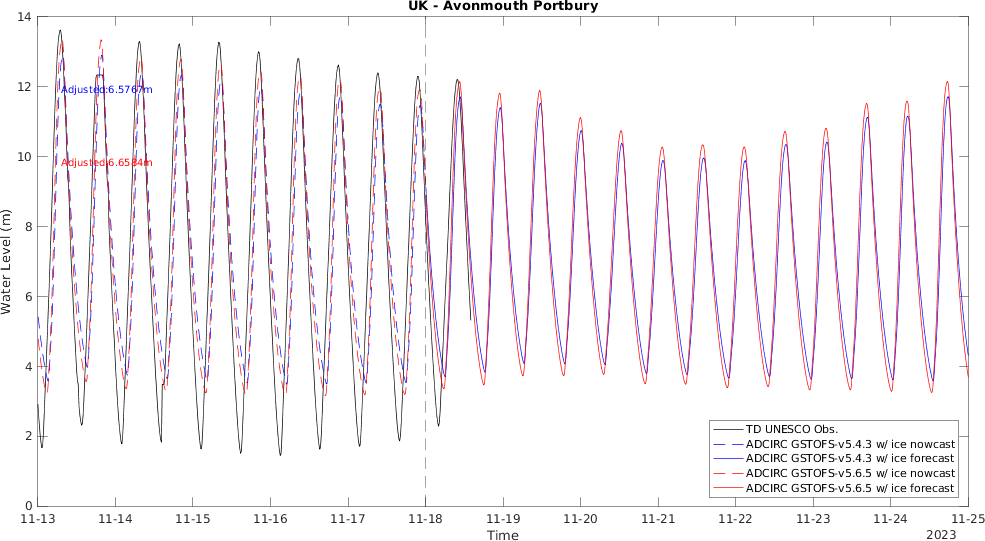 UK - Avonmouth Portbury
14
12
10
8
6
4
2
0
Water Level (m)
Adjusted:6.5767m
Adjusted:6.6584m
TD UNESCO Obs.
ADCIRC GSTOFS-v5.4.3 w/ ice nowcast
ADCIRC GSTOFS-v5.4.3 w/ ice forecast
ADCIRC GSTOFS-v5.6.5 w/ ice nowcast
ADCIRC GSTOFS-v5.6.5 w/ ice forecast
11-13 11-14 11-15 11-16 11-17 11-18 11-19 11-20 11-21 11-22 11-23 11-24 11-25
Time
2023